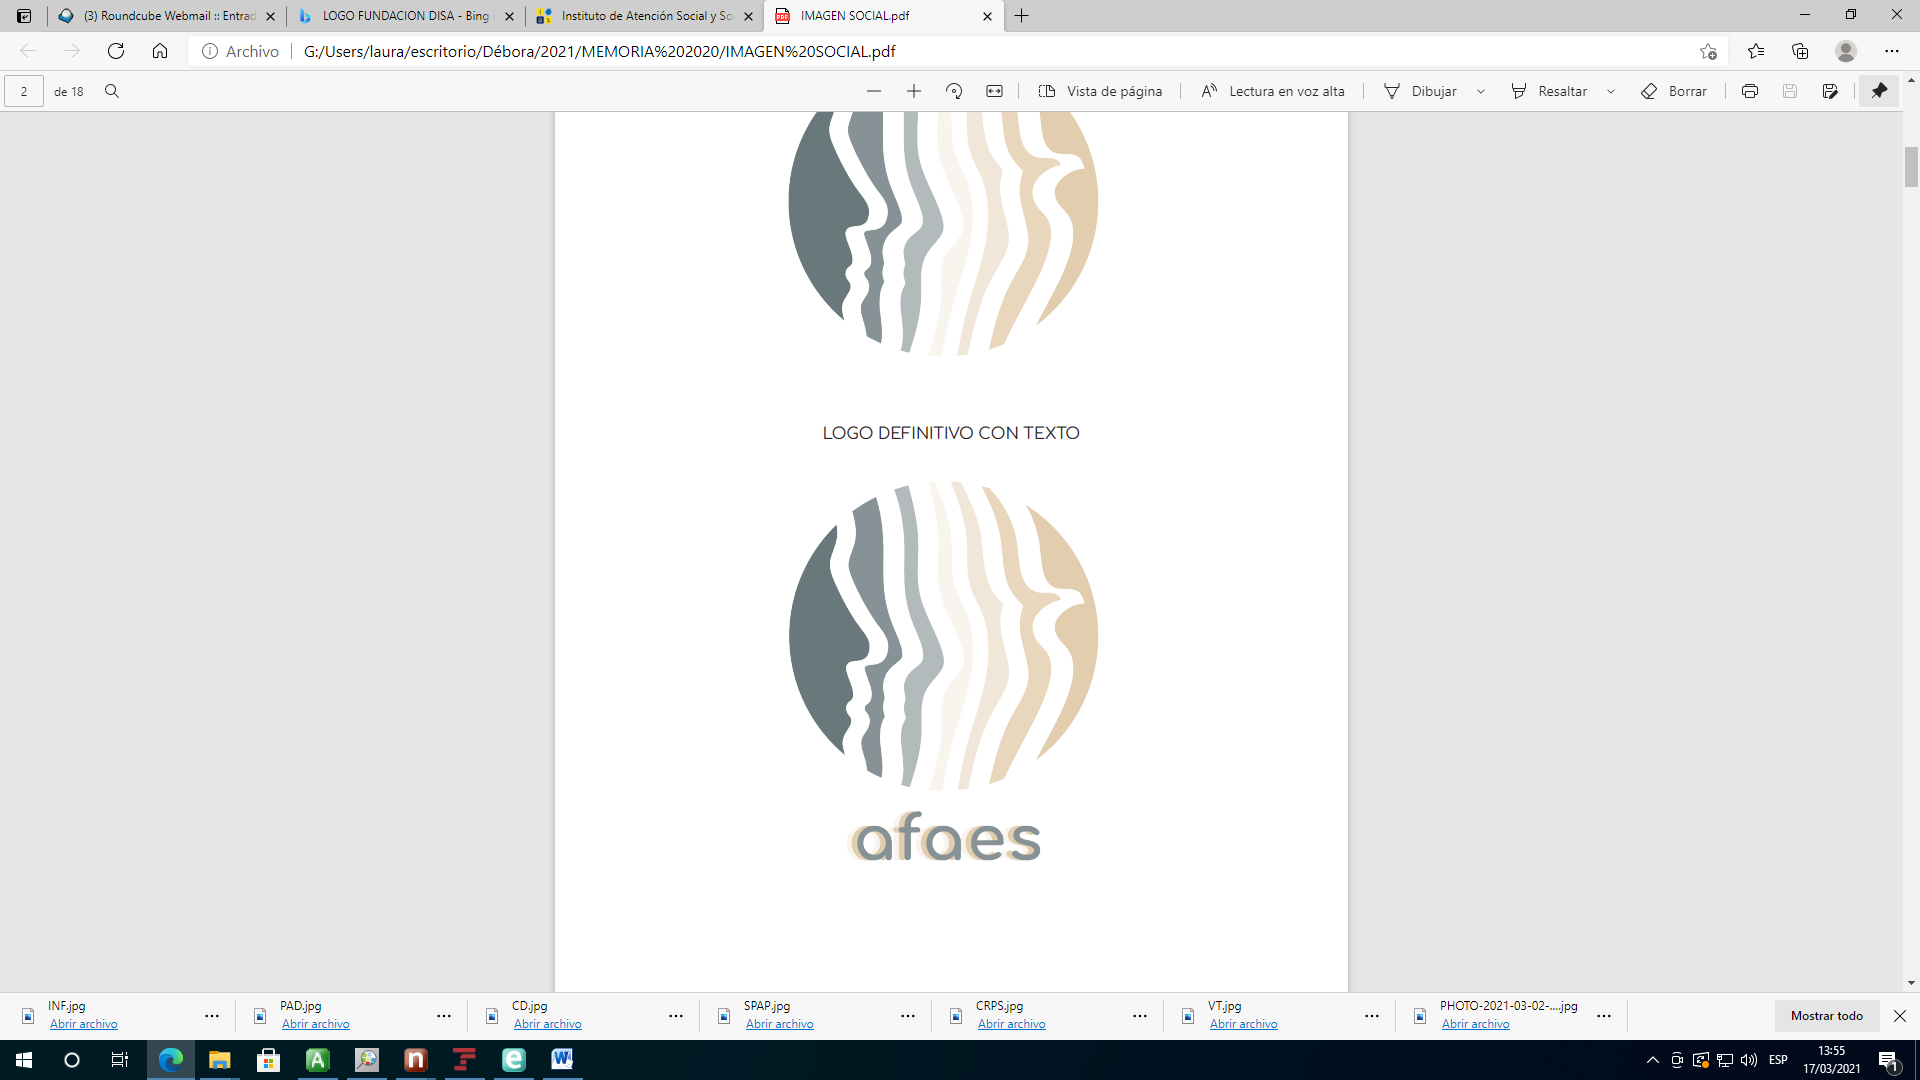 (3) Roundcube Webmail :: Entrad
LOGO FUNDACION DISA - Bing i
Instituto de Atención Social y So
IMAGEN SOCIAL.pdf
Archivo
G:/Users/laura/escritorio/Débora/2021/MEMORIA%202020/IMAGEN%20SOCIAL.pdf
2 de 18
Vista de página
Lectura en voz alta
Dibujar
Resaltar
Borrar
LOGO DEFINITIVO CON TEXTO
afaes
INF.jpg
Abrir archivo
PAD.jpg
Abrir archivo
CD.jpg
Abrir archivo
SPAP.jpg
Abrir archivo
CRPS.jpg
Abrir archivo
VT.jpg
Abrir archivo
PHOTO-2021-03-02-....jpg
Abrir archivo
Mostrar todo
ESP
13:55
17/03/2021
1